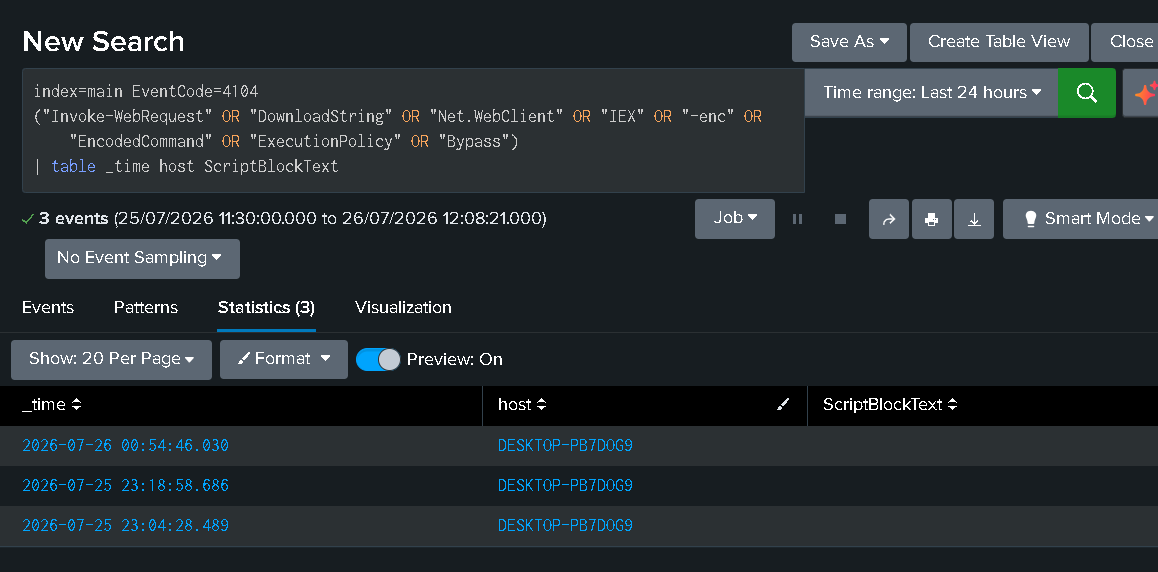 New Search
Save As
Create Table View
Close
index=main EventCode=4104
("Invoke-WebRequest" OR "DownloadString" OR "Net.WebClient" OR "IEX" OR "-enc" OR
"EncodedCommand" OR "ExecutionPolicy" OR "Bypass")
| table _time host ScriptBlockText
Time range: Last 24 hours
3 events (25/07/2026 11:30:00.000 to 26/07/2026 12:08:21.000)
Job
Smart Mode
No Event Sampling
Events
Patterns
Statistics (3)
Visualization
Show: 20 Per Page
Format
Preview: On
_time
host
ScriptBlockText
2026-07-26 00:54:46.030 DESKTOP-PB7DOG9
2026-07-25 23:18:58.686 DESKTOP-PB7DOG9
2026-07-25 23:04:28.489 DESKTOP-PB7DOG9